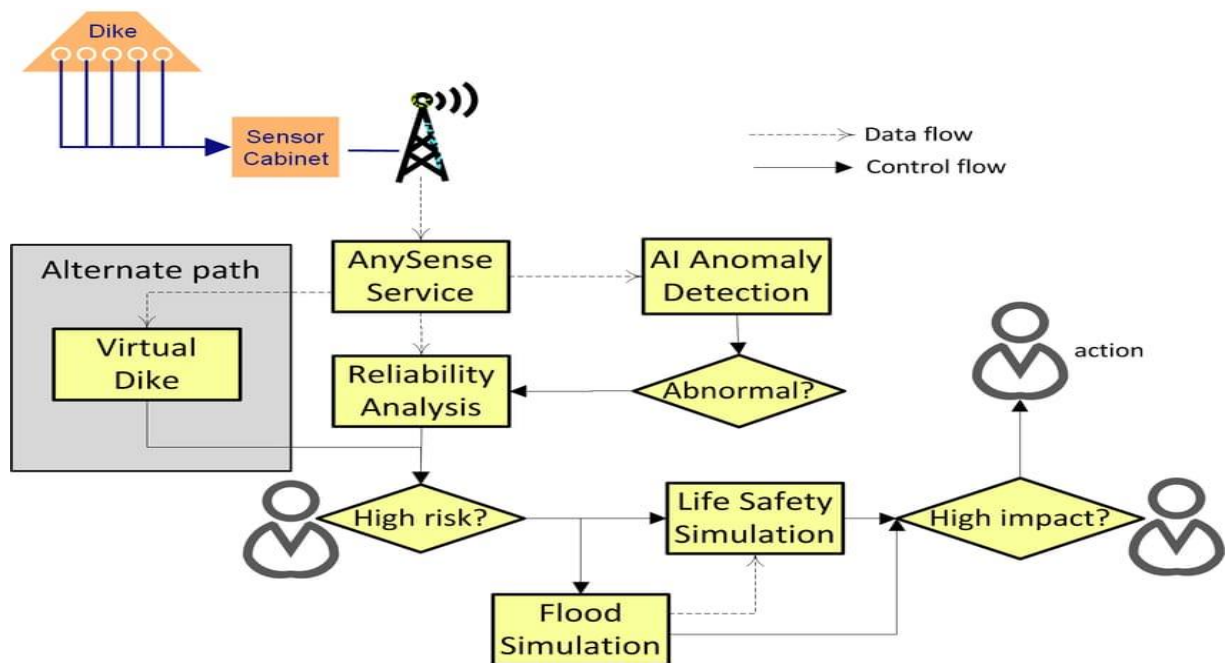 Dike
Sensor
Cabinet
Data flow
Control flow
Alternate path
AnySense
Service
AI Anomaly
Detection
Virtual
Dike
Reliability
Analysis
Abnormal?
action
High risk?
Life Safety
Simulation
High impact?
Flood
Simulation